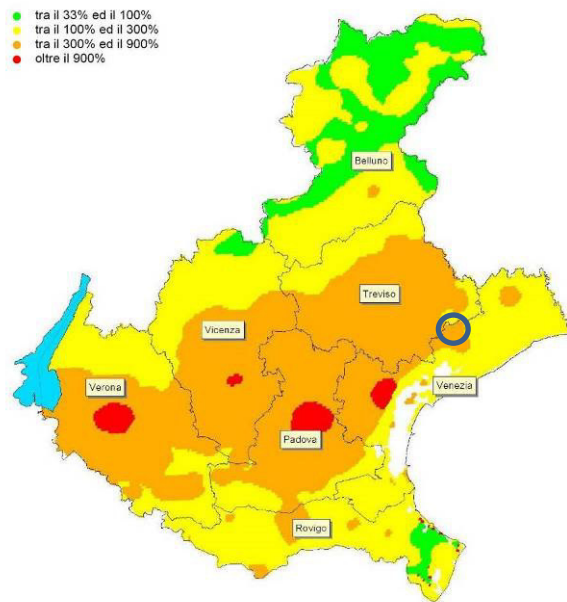 tra il 33% ed il 100%
tra il 100% ed il 300%
tra il 300% ed il 900%
oltre il 900%
Belluno
Treviso
Vicenza
Verona
Venezia
Padova
Rovigo